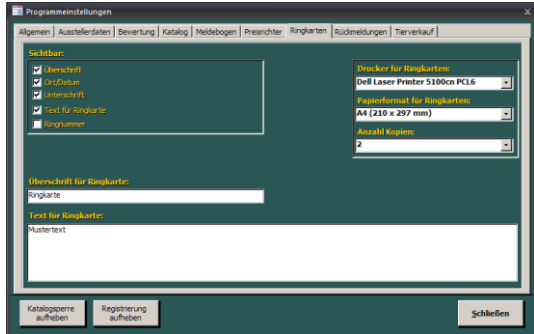 Programmeinstellungen x
Allgemein Ausstellerdaten Bewertung Katalog Meldebogen Preisrichter Ringkarten Rückmeldungen Tierverkauf
Sichtbar:
Überschrift
Ort/Datum
Unterschrift
Text für Ringkarte
Ringnummer
Drucker für Ringkarten:
Dell Laser Printer 5100cn PCL6
Papierformat für Ringkarten:
A4 (210 x 297 mm)
Anzahl Kopien:
2
Überschrift für Ringkarte:
Ringkarte
Text für Ringkarte:
Mustertext
Katalogsperre
aufheben
Registrierung
aufheben
Schließen